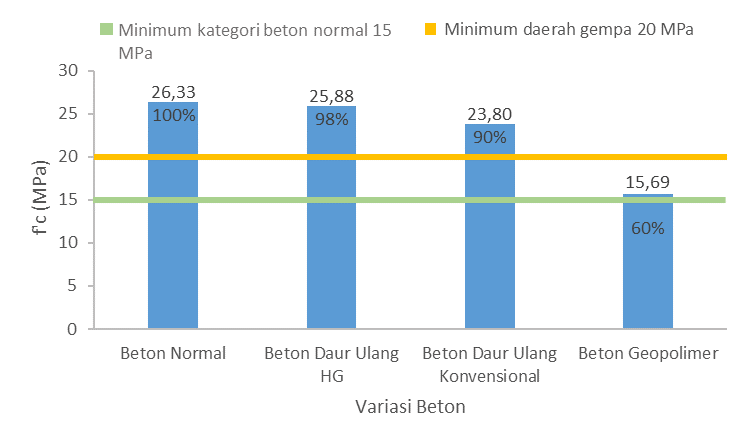 Minimum kategori beton normal 15
MPa
Minimum daerah gempa 20 MPa
30
25
20
15
10
5
0
f'c (MPa)
26,33
100%
25,88
98%
23,80
90%
15,69
60%
Beton Normal
Beton Daur Ulang
HG
Beton Daur Ulang
Konvensional
Beton Geopolimer
Variasi Beton